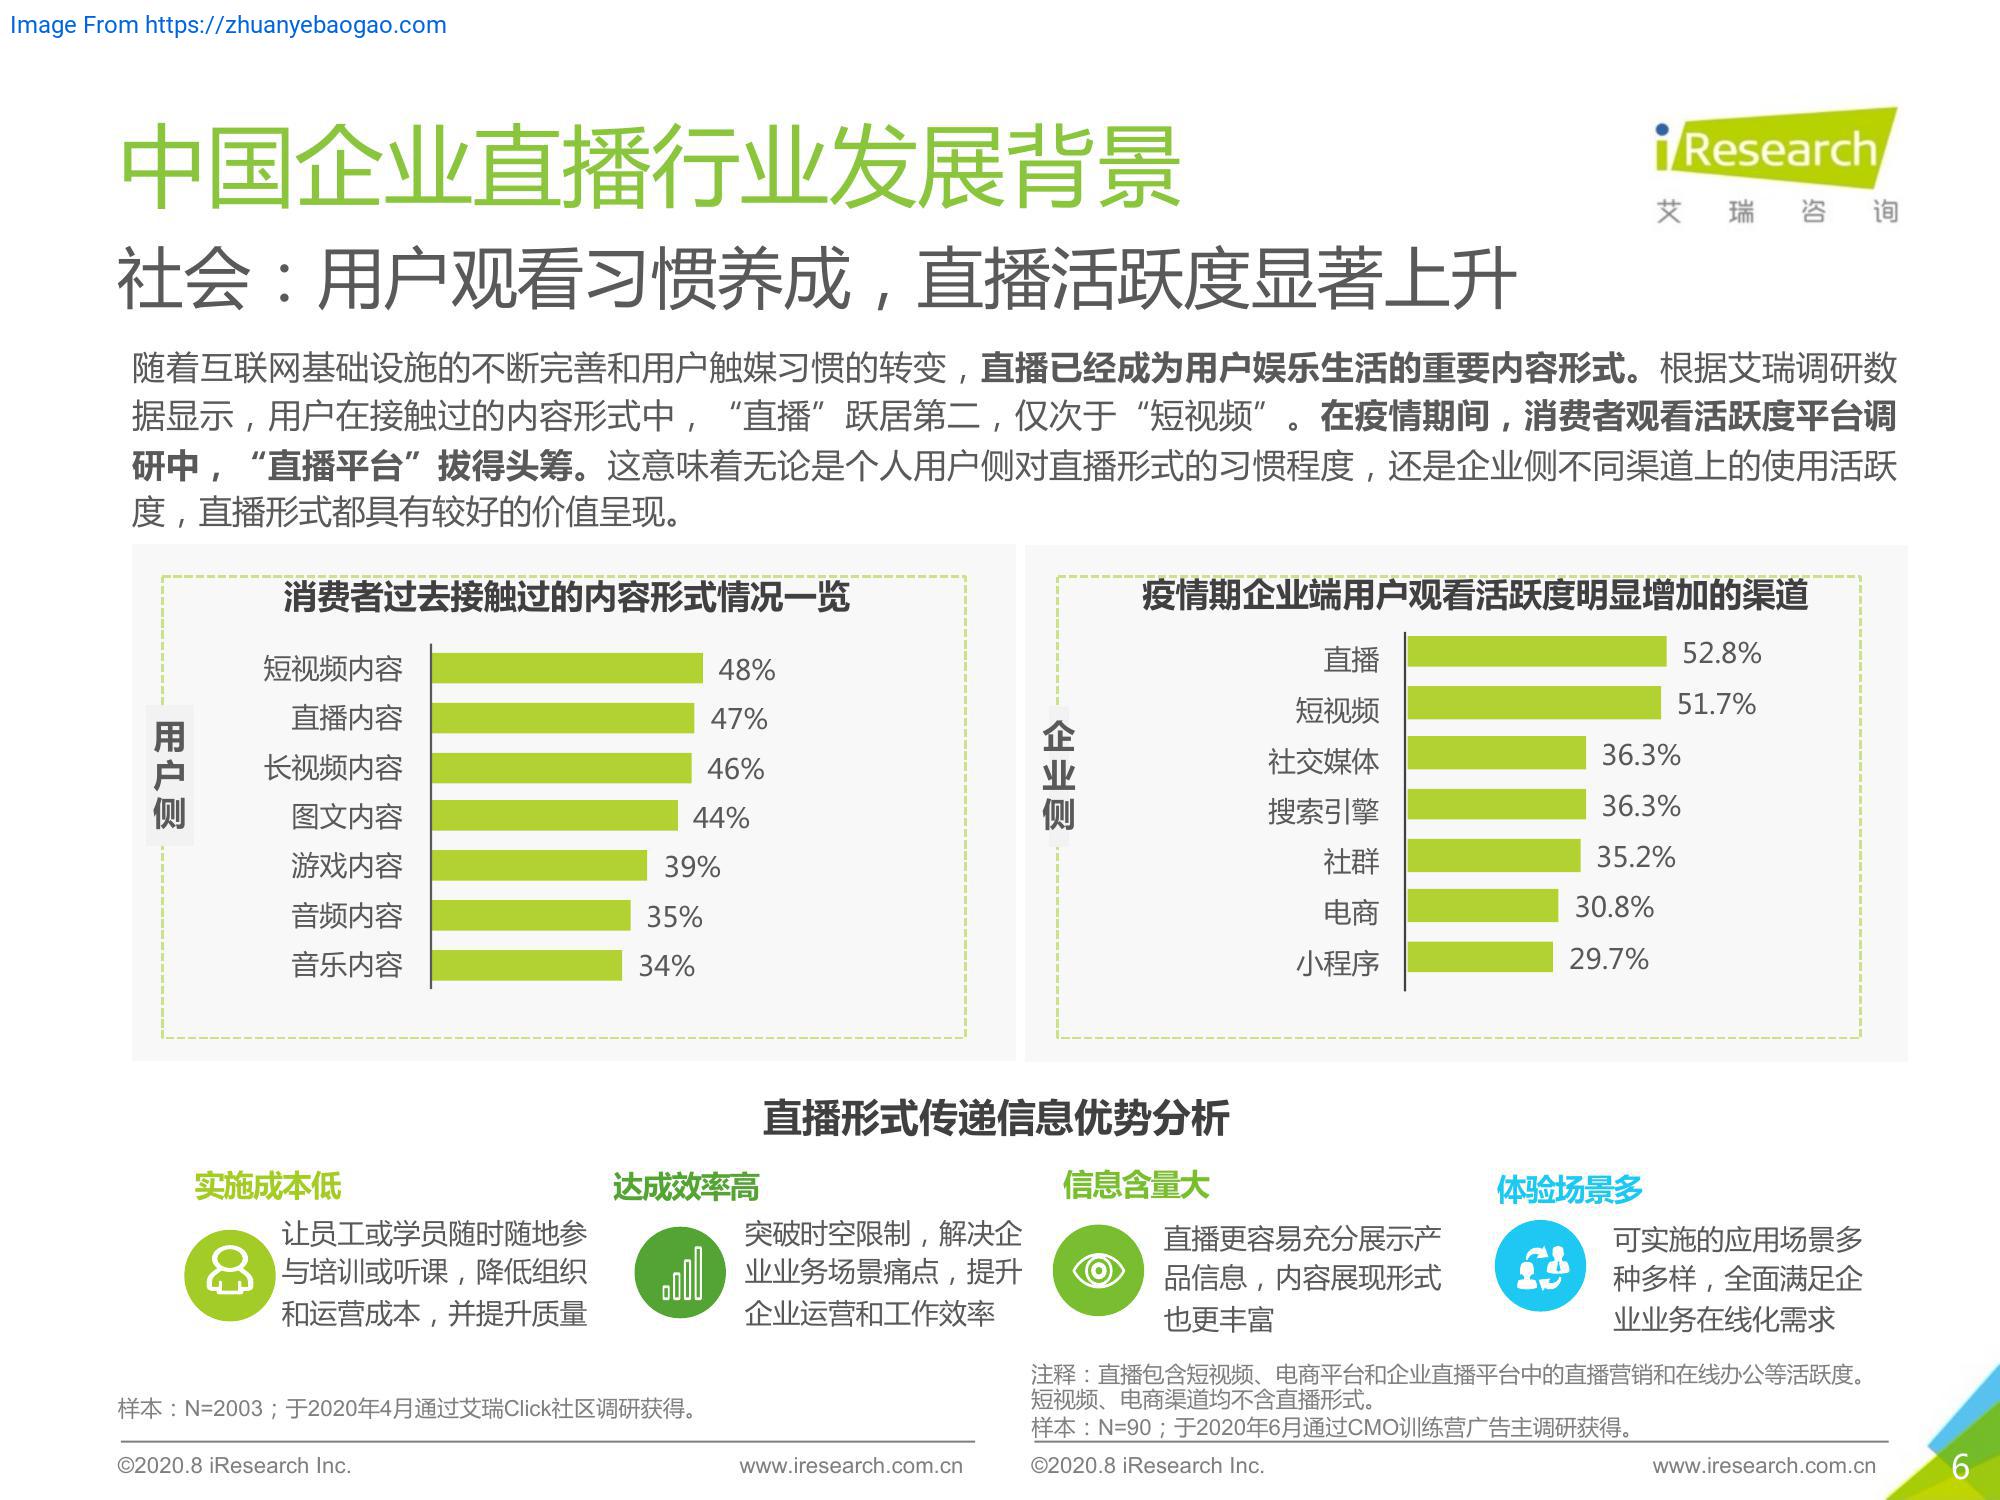 Image From https://zhuanyebaogao.com
中国企业直播行业发展背景
iResearch
艾瑞咨询
社会：用户观看习惯养成，直播活跃度显著上升
随着互联网基础设施的不断完善和用户触媒习惯的转变，直播已经成为用户娱乐生活的重要内容形式。根据艾瑞调研数
据显示，用户在接触过的内容形式中，“直播”跃居第二，仅次于“短视频”。在疫情期间，消费者观看活跃度平台调
研中，“直播平台”拔得头筹。这意味着无论是个人用户侧对直播形式的习惯程度，还是企业侧不同渠道上的使用活跃
度，直播形式都具有较好的价值呈现。
用户侧
消费者过去接触过的内容形式情况一览
短视频内容 48%
直播内容 47%
长视频内容 46%
图文内容 44%
游戏内容 39%
音频内容 35%
音乐内容 34%
企业侧
疫情期企业端用户观看活跃度明显增加的渠道
直播 52.8%
短视频 51.7%
社交媒体 36.3%
搜索引擎 36.3%
社群 35.2%
电商 30.8%
小程序 29.7%
直播形式传递信息优势分析
实施成本低
让员工或学员随时随地参
与培训或听课，降低组织
和运营成本，并提升质量
达成效率高
突破时空限制，解决企
业业务场景痛点，提升
企业运营和工作效率
信息含量大
直播更容易充分展示产
品信息，内容展现形式
也更丰富
体验场景多
可实施的应用场景多
种多样，全面满足企
业业务在线化需求
样本：N=2003；于2020年4月通过艾瑞Click社区调研获得。
注释：直播包含短视频、电商平台和企业直播平台中的直播营销和在线办公等活跃度。
短视频、电商渠道均不含直播形式。
样本：N=90；于2020年6月通过CMO训练营广告主调研获得。
©2020.8 iResearch Inc.
www.iresearch.com.cn
©2020.8 iResearch Inc.
www.iresearch.com.cn
6